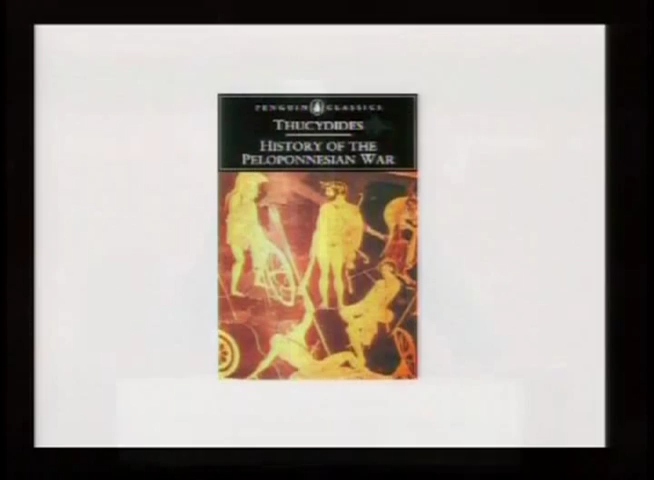 PENGUIN CLASSICS
THUCYDIDES
HISTORY OF THE
PELOPONNESIAN WAR